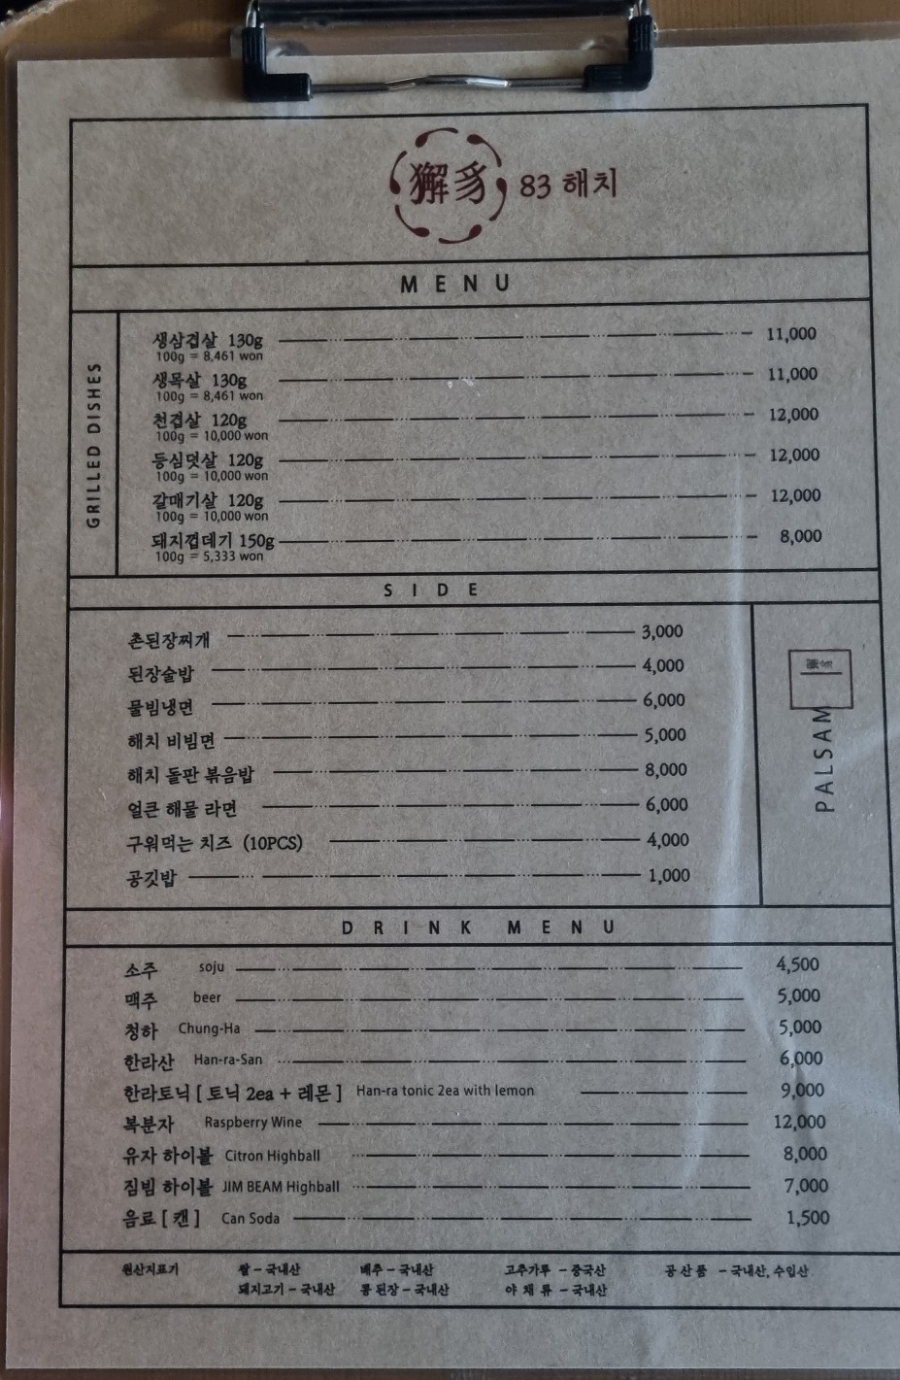 獬豸 83 해치
MENU
GRILLED DISHES
생삼겹살 130g 11,000
100g = 8,461 won
생목살 130g 11,000
100g = 8,461 won
천겹살 120g 12,000
100g = 10,000 won
등심덧살 120g 12,000
100g = 10,000 won
갈매기살 120g 12,000
100g = 10,000 won
돼지껍데기 150g 8,000
100g = 5,333 won
SIDE
촌된장찌개 3,000
된장술밥 4,000
물빔냉면 6,000
해치 비빔면 5,000
해치 돌판 볶음밥 8,000
얼큰 해물 라면 6,000
구워먹는 치즈 (10PCS) 4,000
공깃밥 1,000
PALSAM
DRINK MENU
소주 soju 4,500
맥주 beer 5,000
청하 Chung-Ha 5,000
한라산 Han-ra-San 6,000
한라토닉 [ 토닉 2ea + 레몬 ] Han-ra tonic 2ea with lemon 9,000
복분자 Raspberry Wine 12,000
유자 하이볼 Citron Highball 8,000
짐빔 하이볼 JIM BEAM Highball 7,000
음료 [ 캔 ] Can Soda 1,500
원산지표기 쌀 - 국내산 배추 - 국내산 고추가루 - 중국산 공산품 - 국내산, 수입산
돼지고기 - 국내산 콩 된장 - 국내산 야 채 류 - 국내산